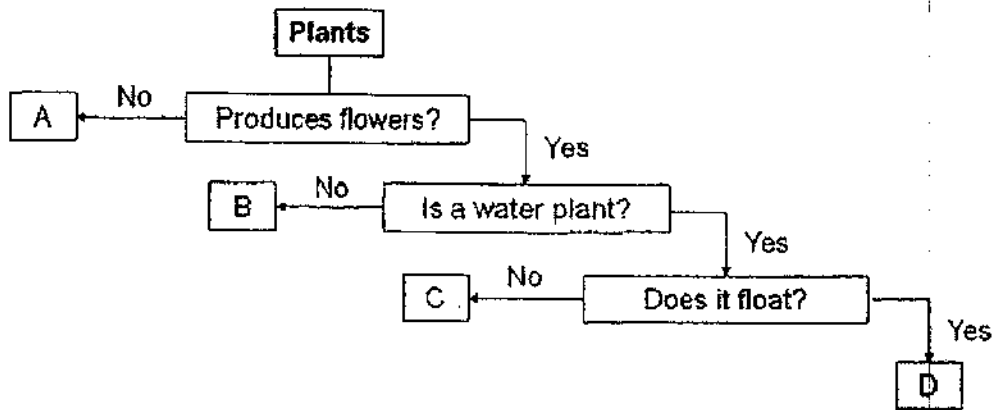 Plants
No
A
Produces flowers?
Yes
No
B
Is a water plant?
Yes
No
C
Does it float?
Yes
D